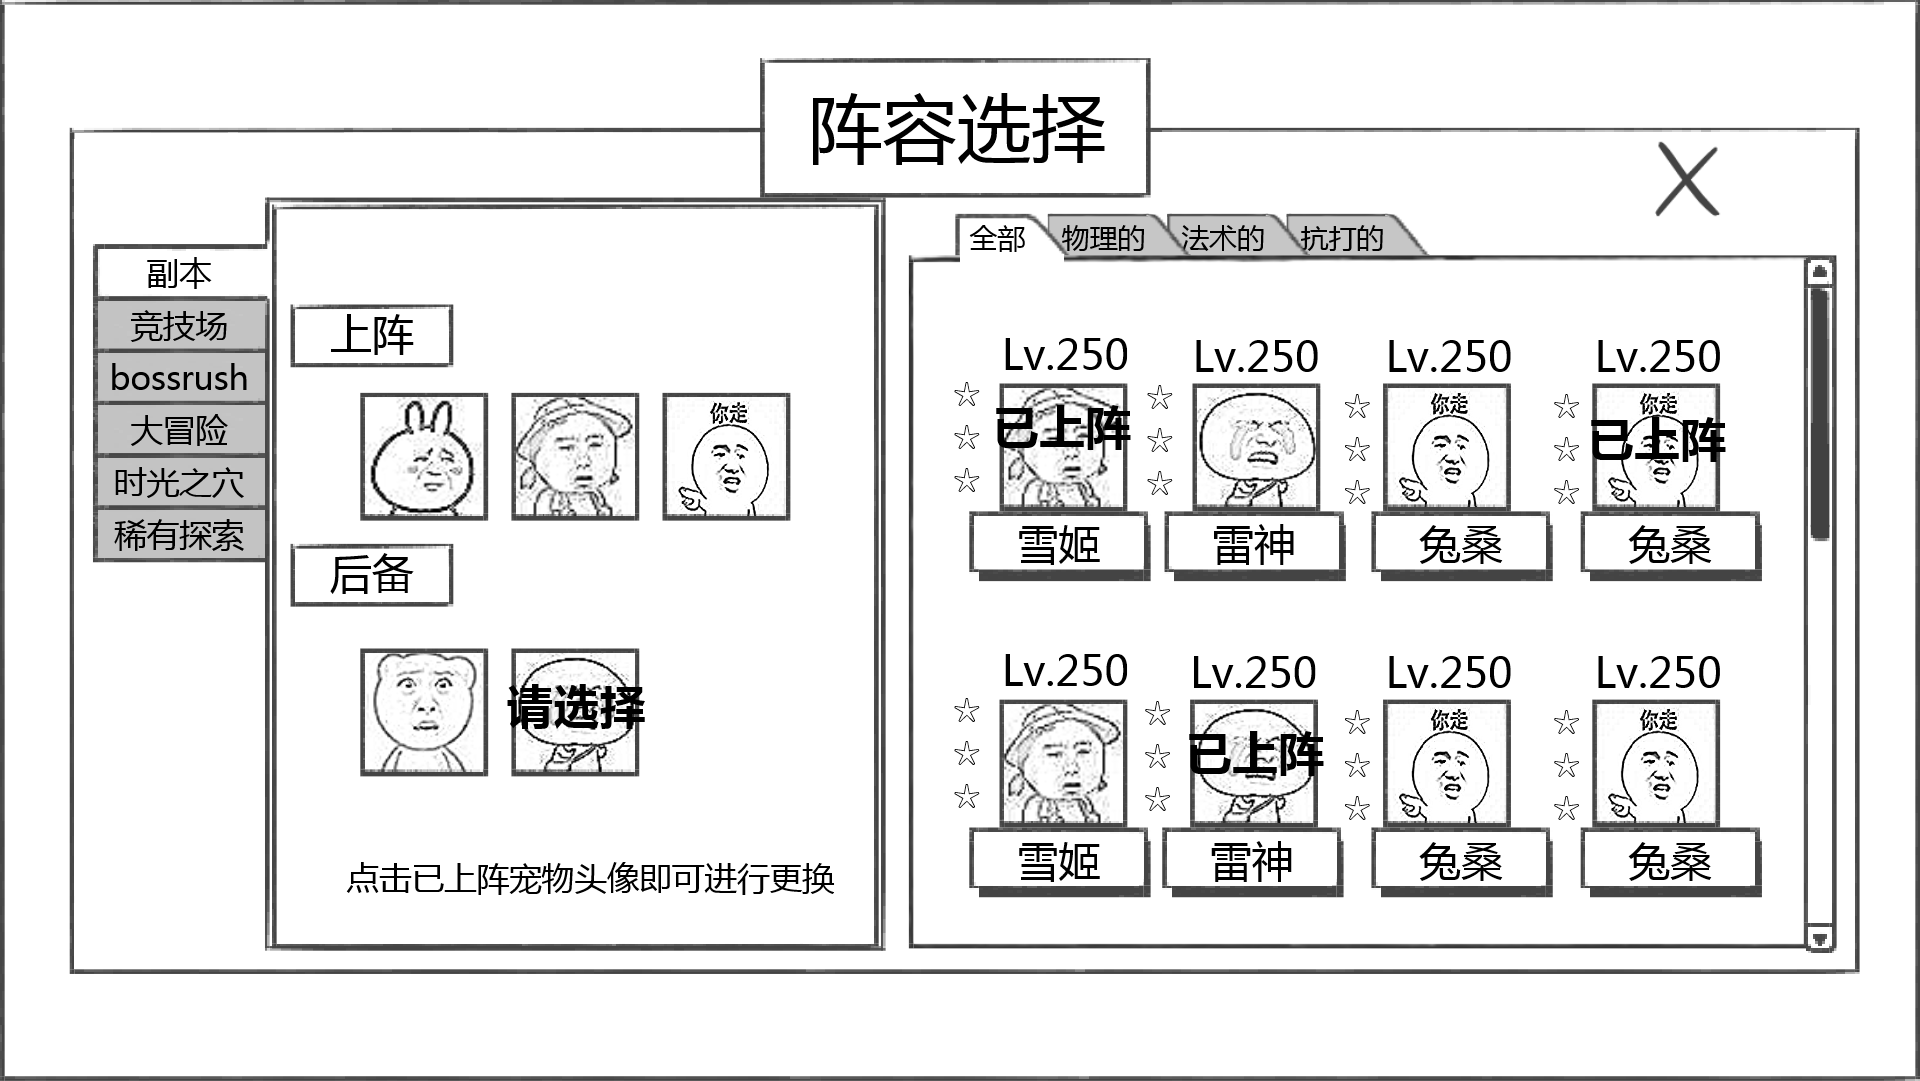 阵容选择
副本
竞技场
bossrush
大冒险
时光之穴
稀有探索
上阵
你走
后备
请选择
点击已上阵宠物头像即可进行更换
全部 物理的 法术的 抗打的
Lv.250 Lv.250 Lv.250 Lv.250
你走 你走
已上阵 已上阵
雪姬 雷神 兔桑 兔桑
Lv.250 Lv.250 Lv.250 Lv.250
你走 你走
已上阵
雪姬 雷神 兔桑 兔桑